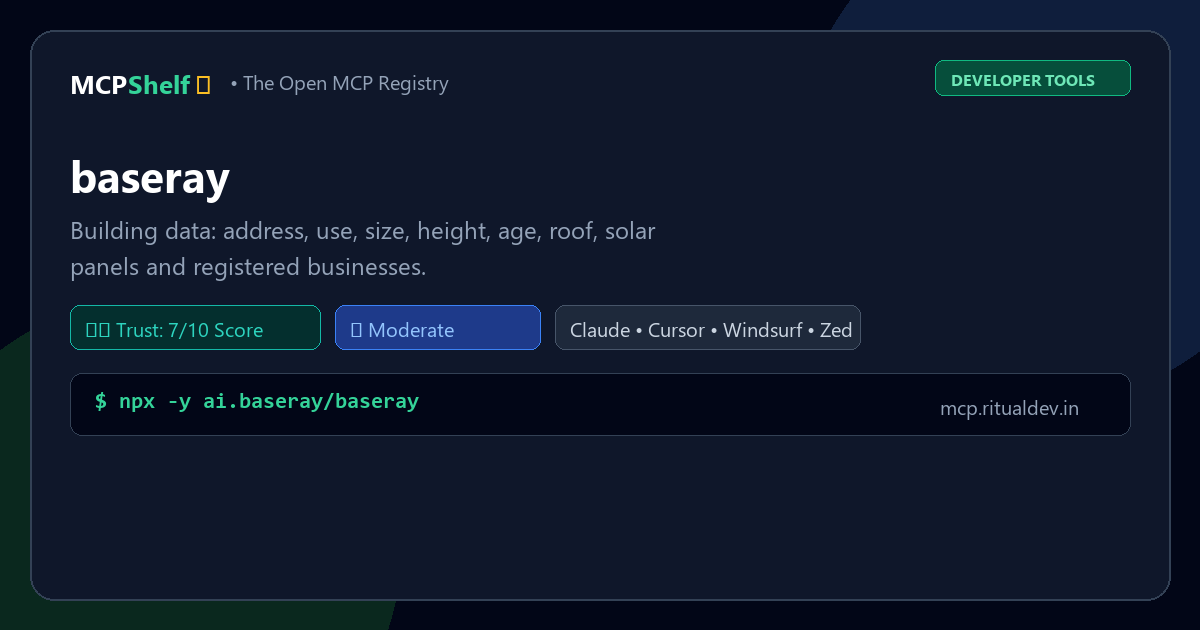 MCPShelf • The Open MCP Registry
DEVELOPER TOOLS
baseray
Building data: address, use, size, height, age, roof, solar
panels and registered businesses.
Trust: 7/10 Score
Moderate
Claude • Cursor • Windsurf • Zed
$ npx -y ai.baseray/baseray
mcp.ritualdev.in